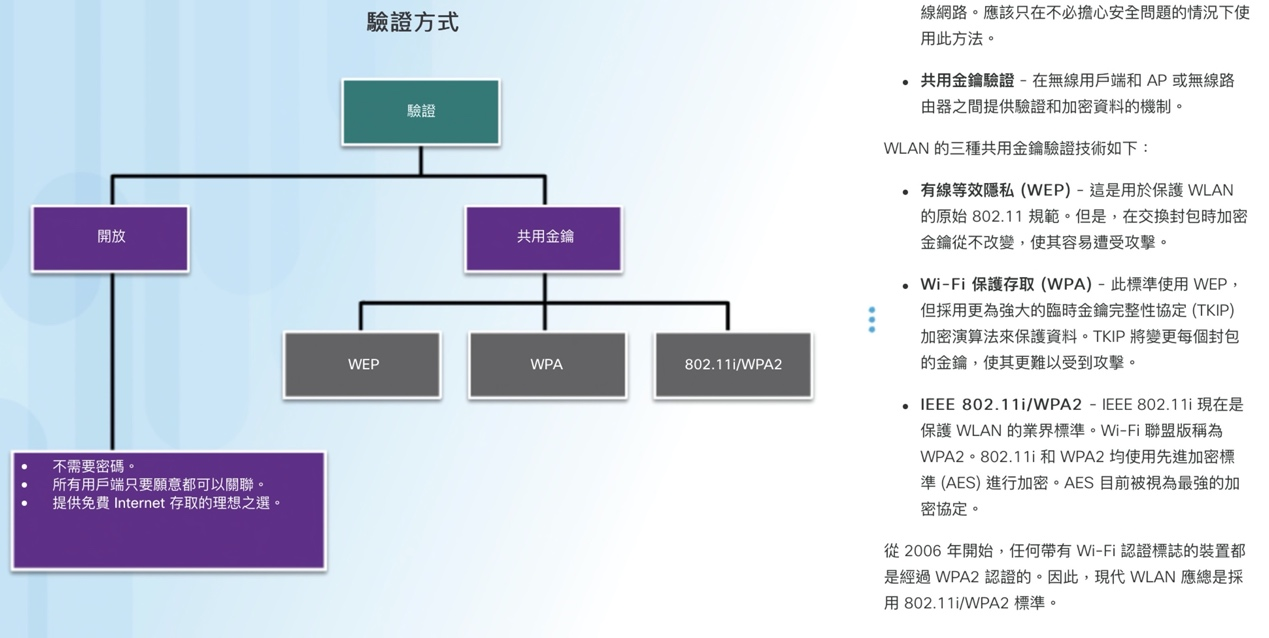 驗證方式
驗證
開放
共用金鑰
WEP
WPA
802.11i/WPA2
• 不需要密碼。
• 所有用戶端只要願意都可以關聯。
• 提供免費 Internet 存取的理想之選。
線網路。應該只在不必擔心安全問題的情況下使
用此方法。
• 共用金鑰驗證 – 在無線用戶端和 AP 或無線路
由器之間提供驗證和加密資料的機制。
WLAN 的三種共用金鑰驗證技術如下：
• 有線等效隱私 (WEP) – 這是用於保護 WLAN
的原始 802.11 規範。但是，在交換封包時加密
金鑰從不改變，使其容易遭受攻擊。
• Wi-Fi 保護存取 (WPA) – 此標準使用 WEP，
但採用更為強大的臨時金鑰完整性協定 (TKIP)
加密演算法來保護資料。TKIP 將變更每個封包
的金鑰，使其更難以受到攻擊。
• IEEE 802.11i/WPA2 – IEEE 802.11i 現在是
保護 WLAN 的業界標準。Wi-Fi 聯盟版稱為
WPA2。802.11i 和 WPA2 均使用先進加密標
準 (AES) 進行加密。AES 目前被視為最強的加
密協定。
從 2006 年開始，任何帶有 Wi-Fi 認證標誌的裝置都
是經過 WPA2 認證的。因此，現代 WLAN 應總是採
用 802.11i/WPA2 標準。